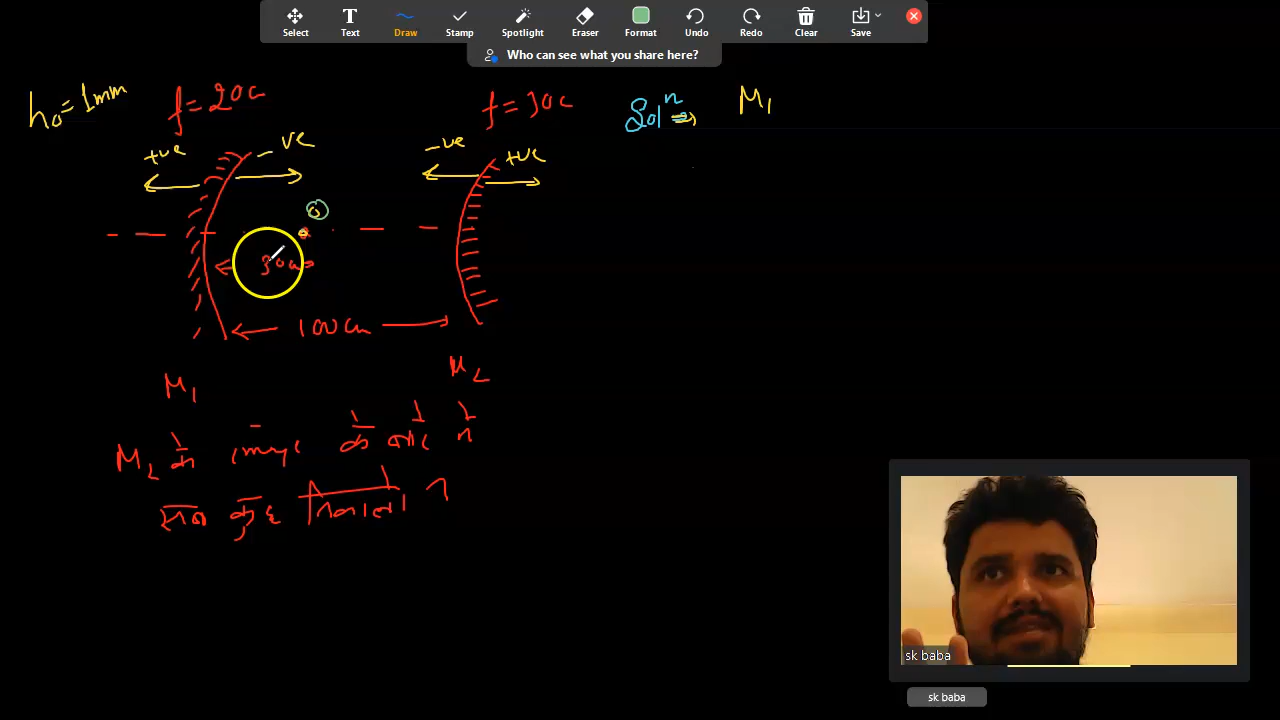 Select Text Draw Stamp Spotlight Eraser Format Undo Redo Clear Save
Who can see what you share here?
h₀=1mm
f=20c
f=30c
Solⁿ⇒
M₁
+ve
-ve
-ve
+ve
o
30cm
100cm
M₁
M₂
M₂
sk baba
sk baba